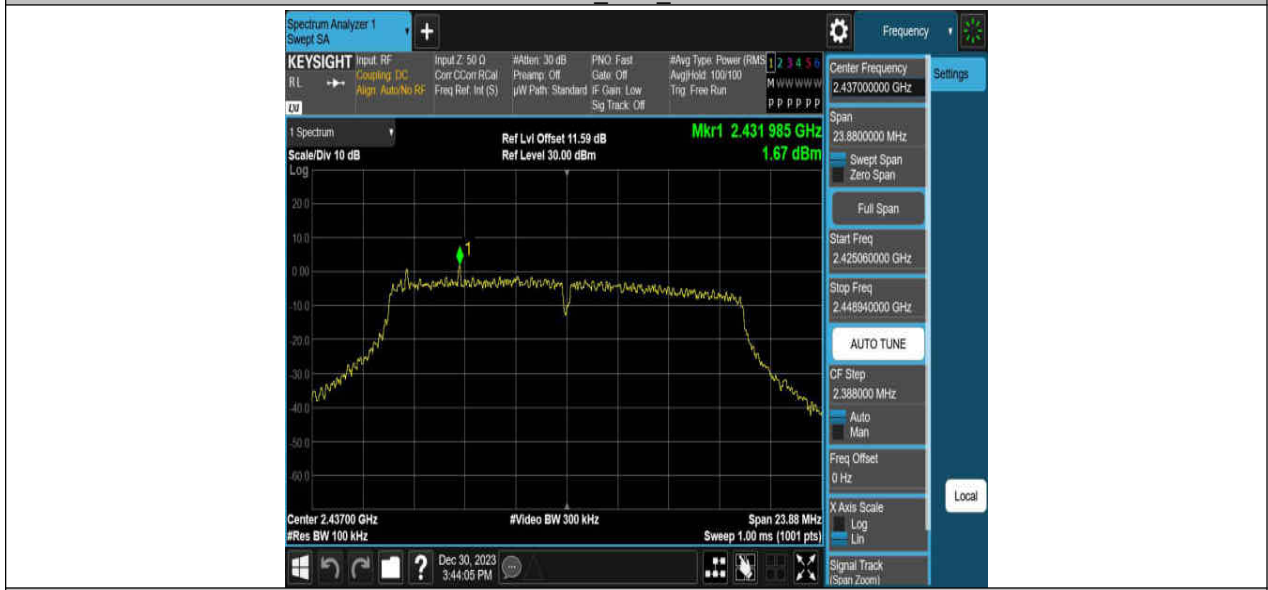 Spectrum Analyzer 1
Swept SA
+
Frequency
KEYSIGHT
RL
LXI
Input: RF
Coupling: DC
Align: Auto/No RF
Input Z: 50 Ω
Corr CCorr RCal
Freq Ref: Int (S)
#Atten: 30 dB
Preamp: Off
µW Path: Standard
PNO: Fast
Gate: Off
IF Gain: Low
Sig Track: Off
#Avg Type: Power (RMS
Avg|Hold: 100/100
Trig: Free Run
1 2 3 4 5 6
M W W W W W
P P P P P P
1 Spectrum
Scale/Div 10 dB
Log
Ref Lvl Offset 11.59 dB
Ref Level 30.00 dBm
Mkr1 2.431 985 GHz
1.67 dBm
20.0
10.0
0.00
-10.0
-20.0
-30.0
-40.0
-50.0
-60.0
1
Center 2.43700 GHz
#Res BW 100 kHz
#Video BW 300 kHz
Span 23.88 MHz
Sweep 1.00 ms (1001 pts)
Center Frequency
2.437000000 GHz
Settings
Span
23.8800000 MHz
Swept Span
Zero Span
Full Span
Start Freq
2.425060000 GHz
Stop Freq
2.448940000 GHz
AUTO TUNE
CF Step
2.388000 MHz
Auto
Man
Freq Offset
0 Hz
X Axis Scale
Log
Lin
Local
Signal Track
(Span Zoom)
?
Dec 30, 2023
3:44:05 PM